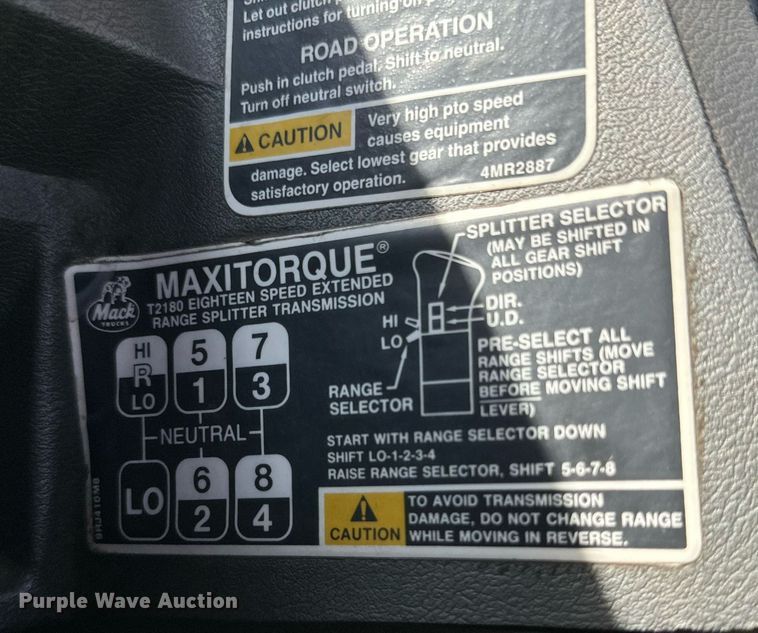 Let out clutch
instructions for turning off
ROAD OPERATION
Push in clutch pedal. Shift to neutral.
Turn off neutral switch.
CAUTION
Very high pto speed
causes equipment
damage. Select lowest gear that provides
satisfactory operation.
4MR2887
Mack
TRUCKS
MAXITORQUE®
T2180 EIGHTEEN SPEED EXTENDED
RANGE SPLITTER TRANSMISSION
HI
R
LO
5
1
7
3
NEUTRAL
LO
6
2
8
4
SPLITTER SELECTOR
(MAY BE SHIFTED IN
ALL GEAR SHIFT
POSITIONS)
DIR.
U.D.
HI
LO
RANGE
SELECTOR
PRE-SELECT ALL
RANGE SHIFTS (MOVE
RANGE SELECTOR
BEFORE MOVING SHIFT
LEVER)
START WITH RANGE SELECTOR DOWN
SHIFT LO-1-2-3-4
RAISE RANGE SELECTOR, SHIFT 5-6-7-8
CAUTION
TO AVOID TRANSMISSION
DAMAGE, DO NOT CHANGE RANGE
WHILE MOVING IN REVERSE.
Purple Wave Auction